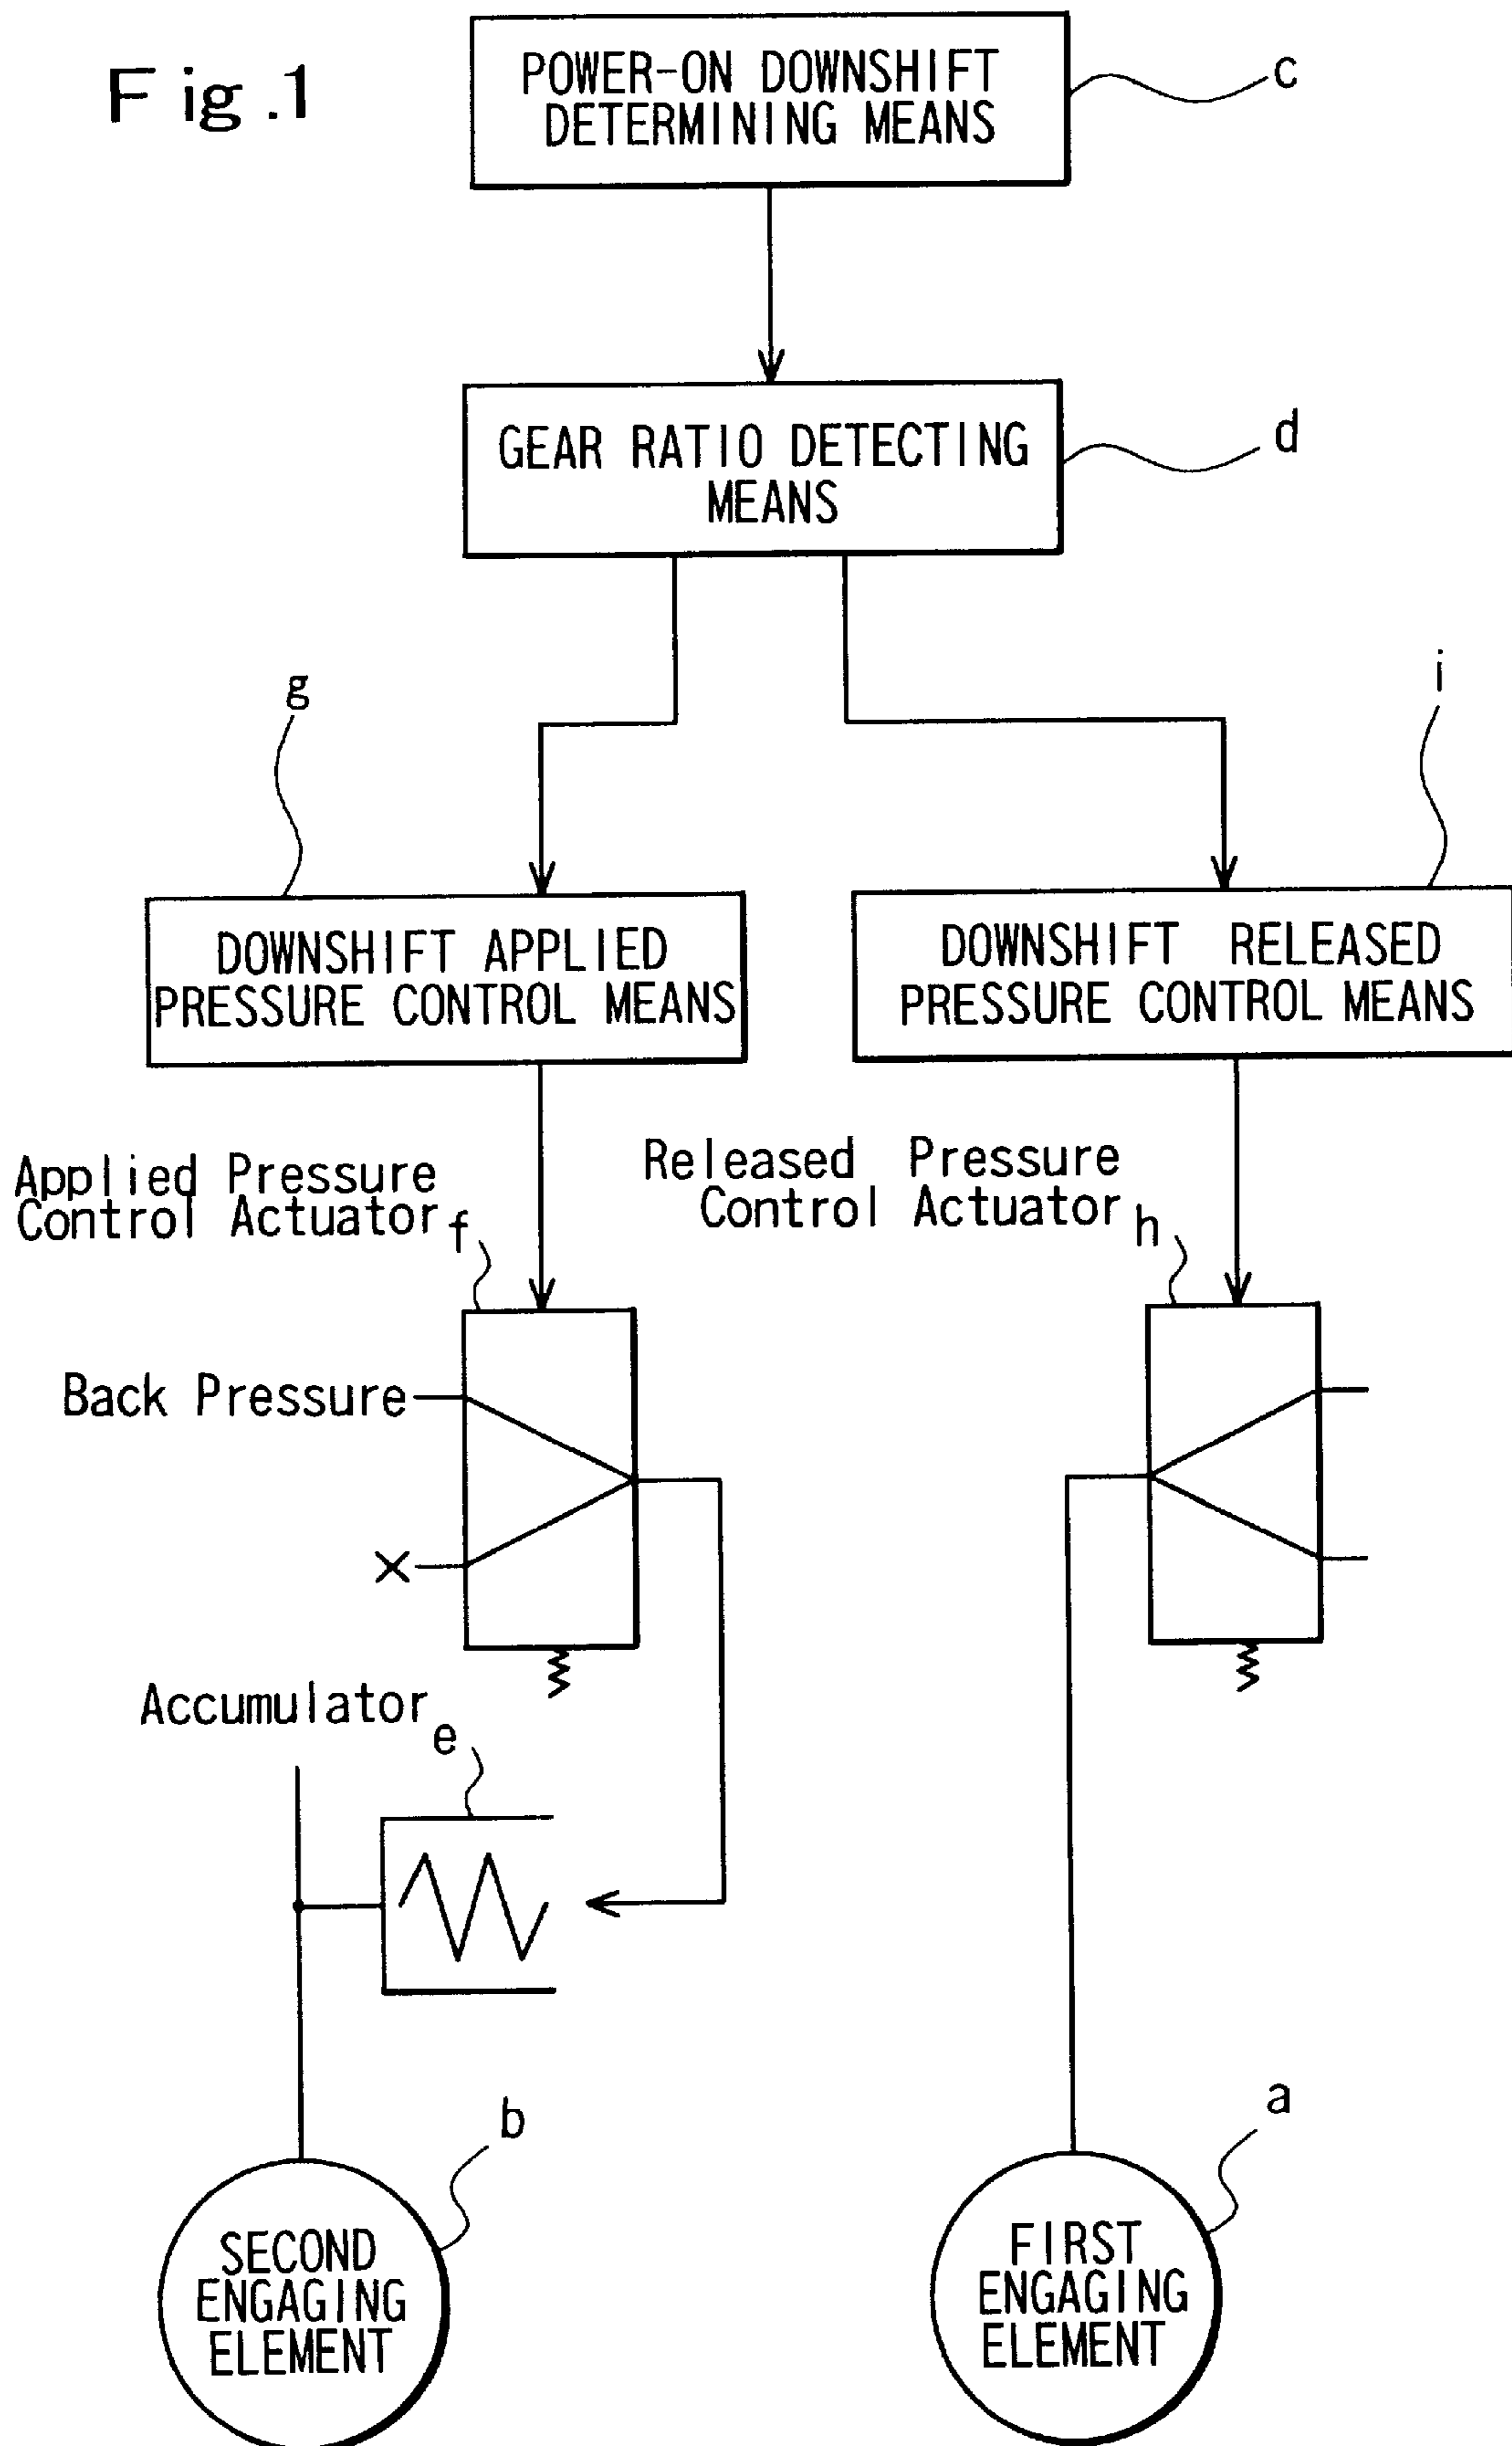 Fig.1
POWER-ON DOWNSHIFT
DETERMINING MEANS
c
GEAR RATIO DETECTING
MEANS
d
g
i
DOWNSHIFT APPLIED
PRESSURE CONTROL MEANS
DOWNSHIFT RELEASED
PRESSURE CONTROL MEANS
Applied Pressure
Control Actuator
f
Released Pressure
Control Actuator
h
Back Pressure
X
Accumulator
e
b
a
SECOND
ENGAGING
ELEMENT
FIRST
ENGAGING
ELEMENT